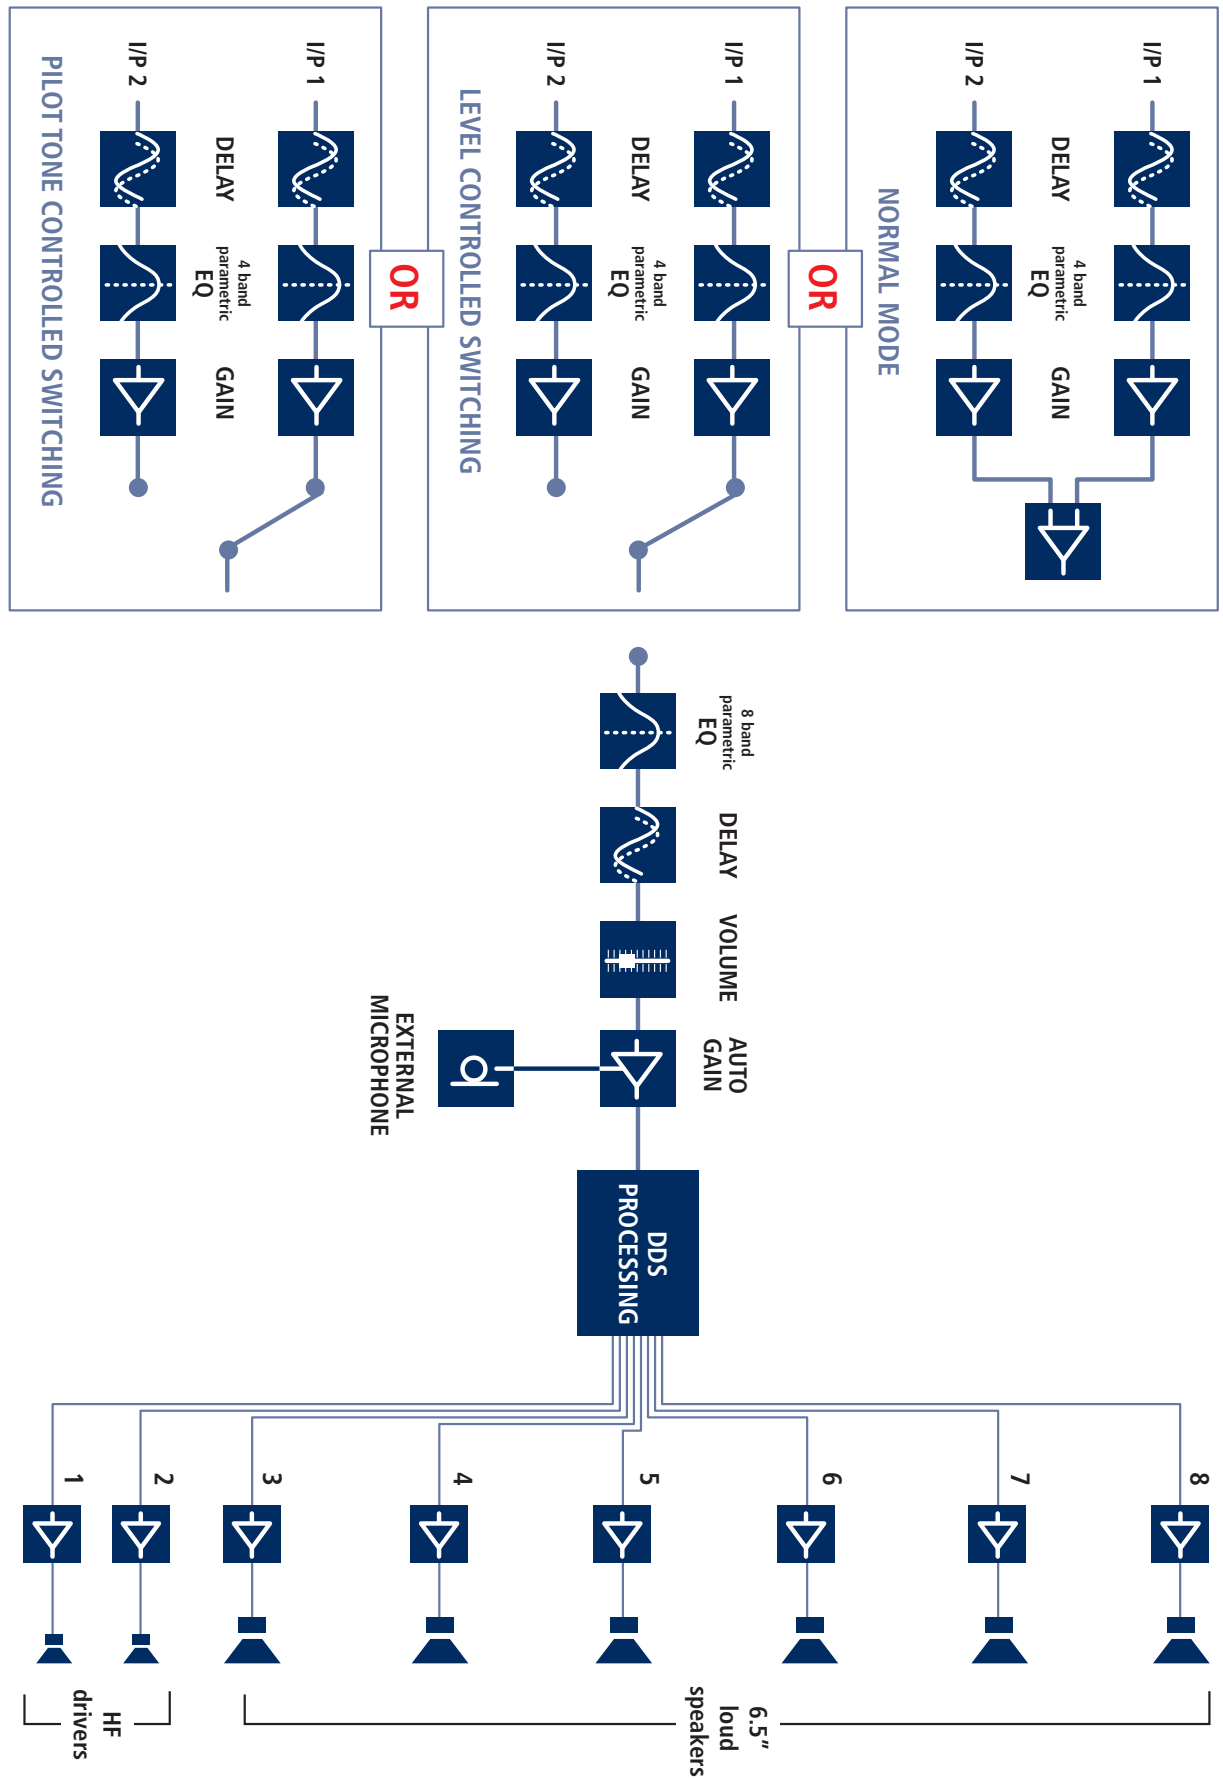 I/P 1
DELAY
4 band
parametric
EQ
GAIN
I/P 2
NORMAL MODE
OR
I/P 1
DELAY
4 band
parametric
EQ
GAIN
I/P 2
LEVEL CONTROLLED SWITCHING
OR
I/P 1
DELAY
4 band
parametric
EQ
GAIN
I/P 2
PILOT TONE CONTROLLED SWITCHING
8 band
parametric
EQ
DELAY
VOLUME
AUTO
GAIN
EXTERNAL
MICROPHONE
DDS
PROCESSING
8
7
6
5
4
3
2
1
6.5”
loud
speakers
HF
drivers